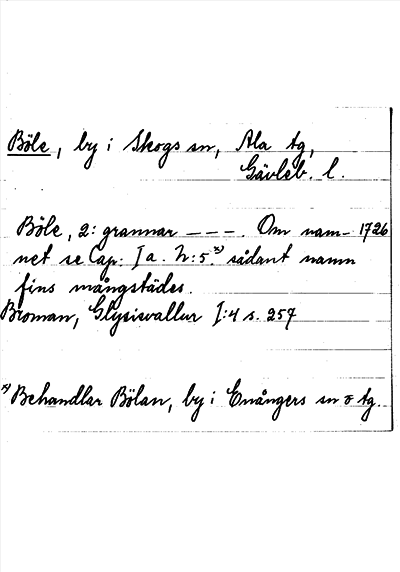 Böle, by i Skogs sn, Ala tg,
Gävleb. l.
Böle, 2: grannar – – –. Om nam- 1726
net se Cap. I a. N:5.ˣ⁾ sådant namn
fins mångstädes.
Broman, Glysisvallur I:4 s. 257
ˣ⁾ Behandlar Bölan, by i Enångers sn o tg.